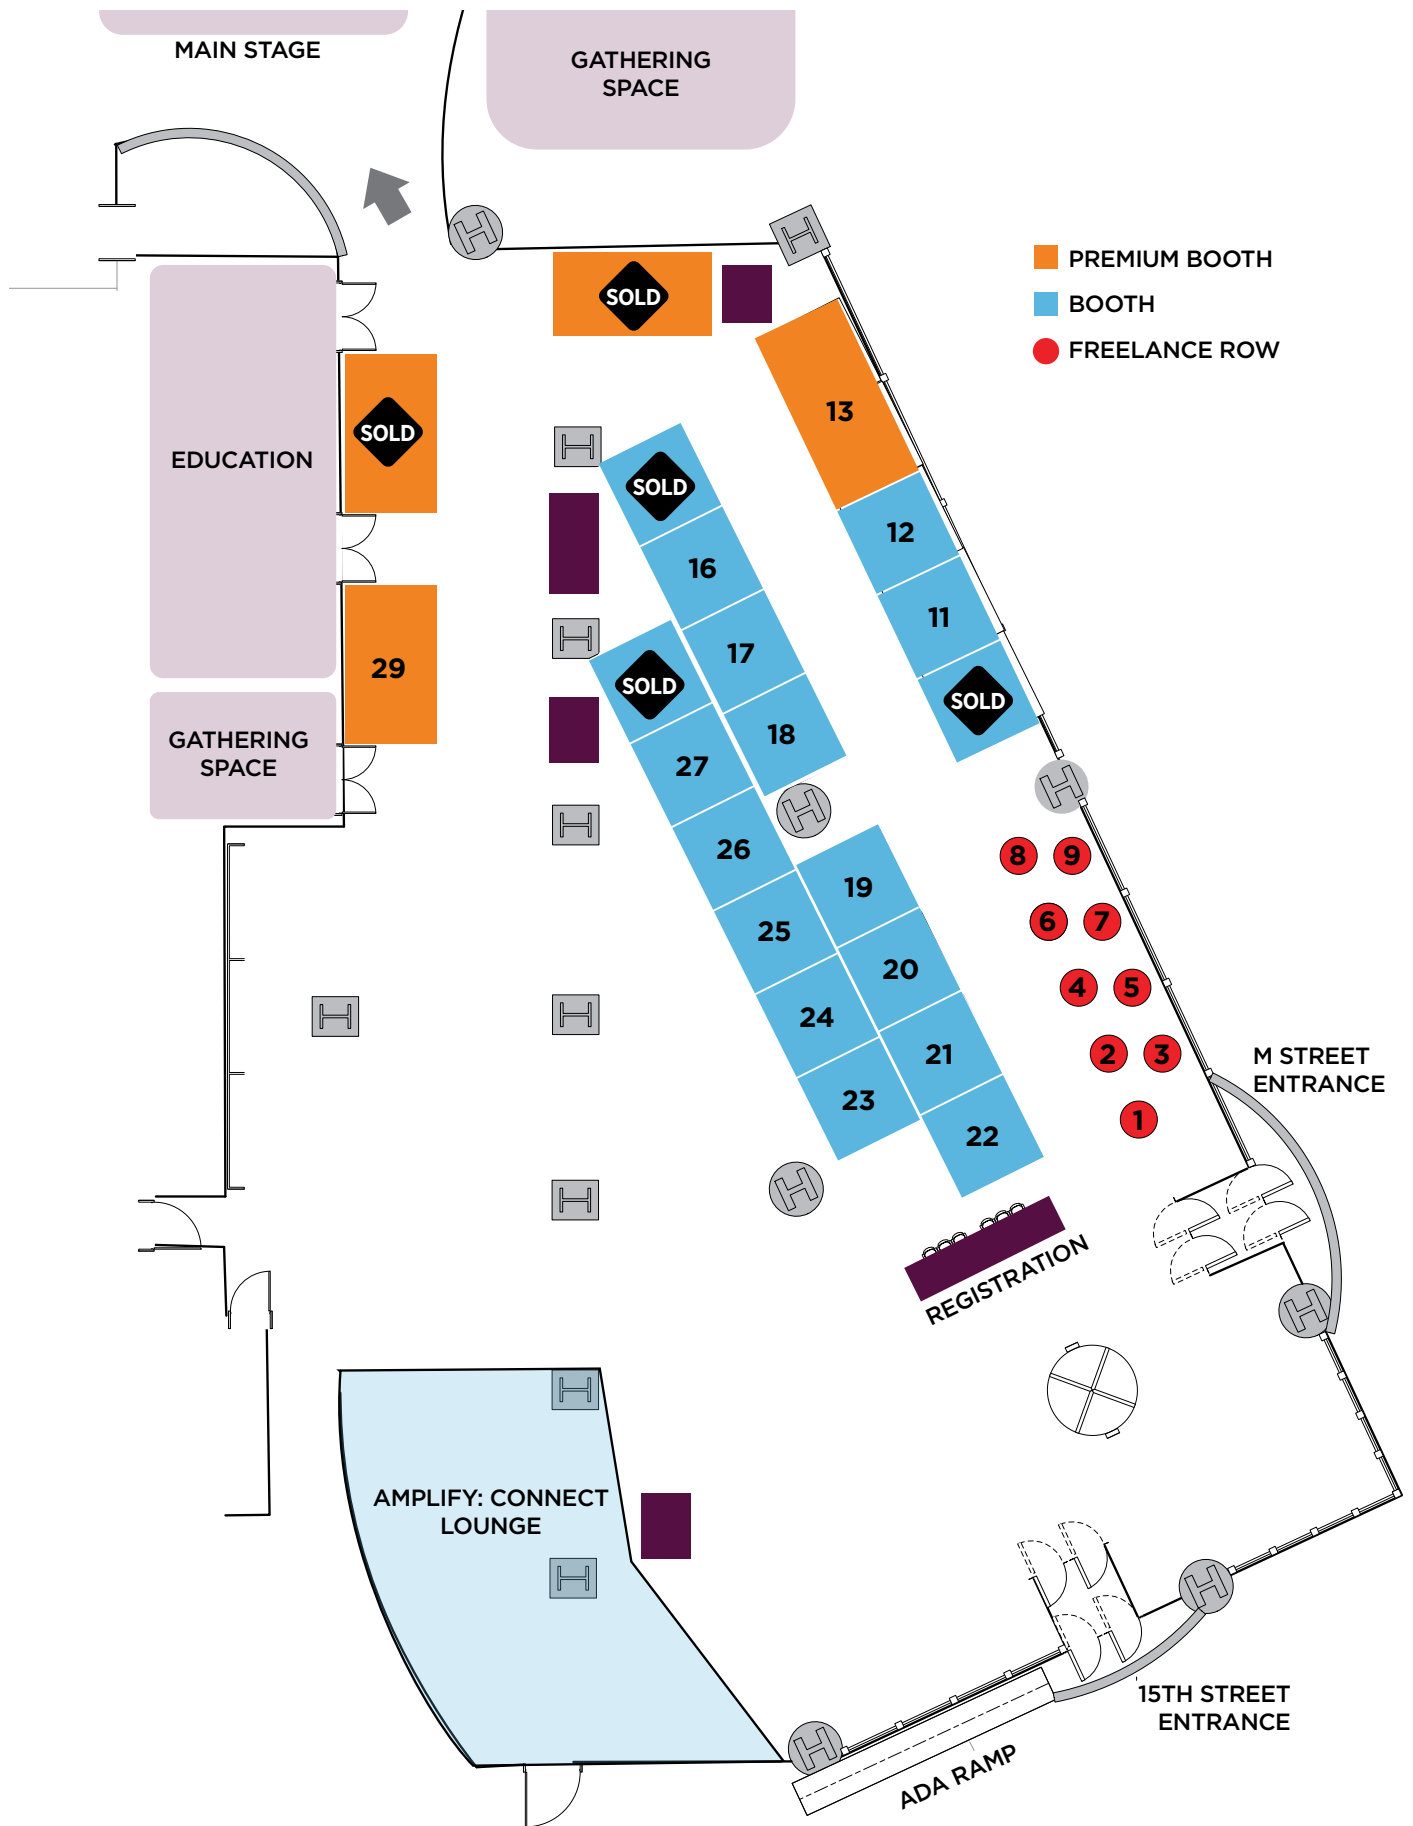 MAIN STAGE
GATHERING
SPACE
PREMIUM BOOTH
BOOTH
FREELANCE ROW
SOLD
13
SOLD
EDUCATION
SOLD
12
16
11
17
29
SOLD
SOLD
18
GATHERING
SPACE
27
26
8
9
19
25
6
7
20
4
5
24
21
2
3
M STREET
ENTRANCE
23
1
22
REGISTRATION
AMPLIFY: CONNECT
LOUNGE
15TH STREET
ENTRANCE
ADA RAMP